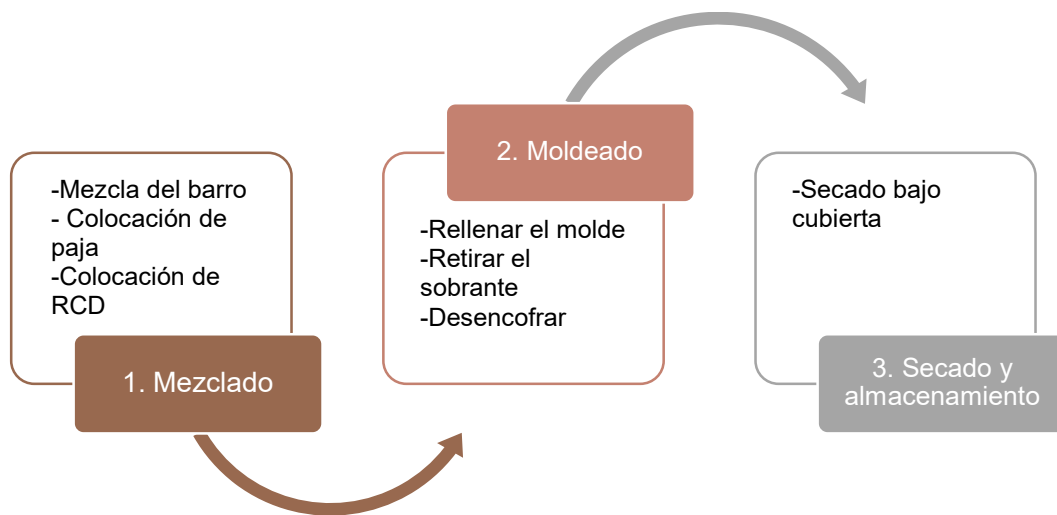 -Mezcla del barro
- Colocación de
paja
-Colocación de
RCD
1. Mezclado
2. Moldeado
-Rellenar el molde
-Retirar el
sobrante
-Desencofrar
-Secado bajo
cubierta
3. Secado y
almacenamiento